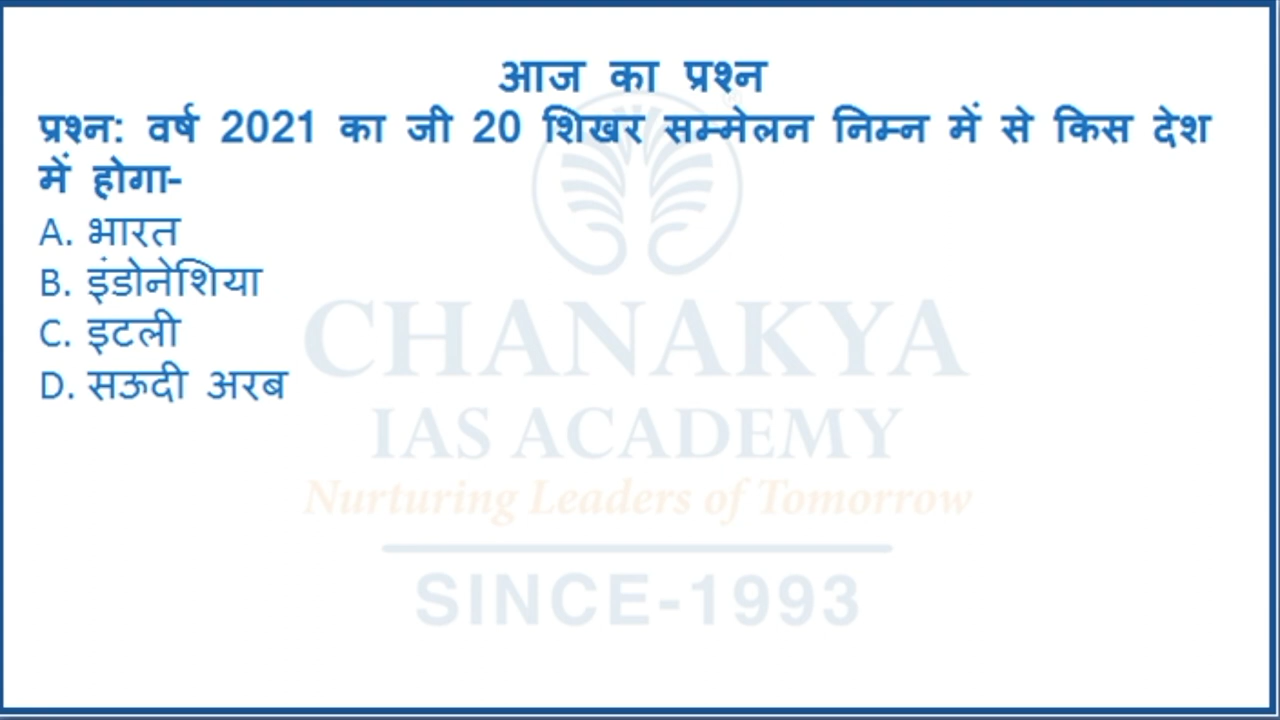 आज का प्रश्न
प्रश्न: वर्ष 2021 का जी 20 शिखर सम्मेलन निम्न में से किस देश
में होगा-
A. भारत
B. इंडोनेशिया
C. इटली
D. सऊदी अरब
CHANAKYA
IAS ACADEMY
Nurturing Leaders of Tomorrow
SINCE-1993